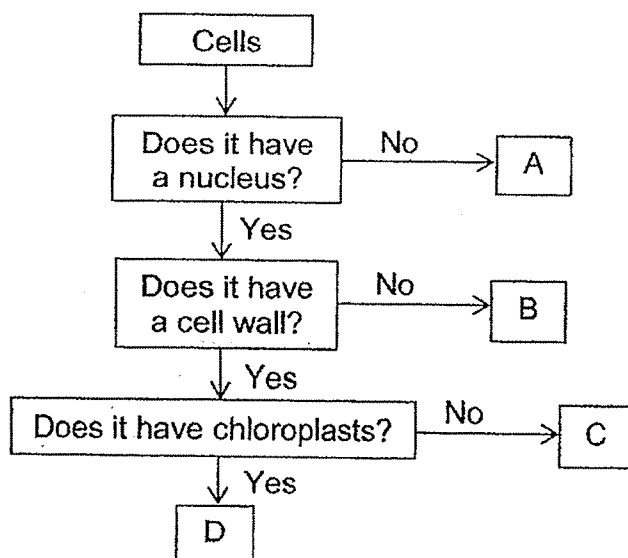 Cells
Does it have
a nucleus?
No
A
Yes
Does it have
a cell wall?
No
B
Yes
Does it have chloroplasts?
No
C
Yes
D